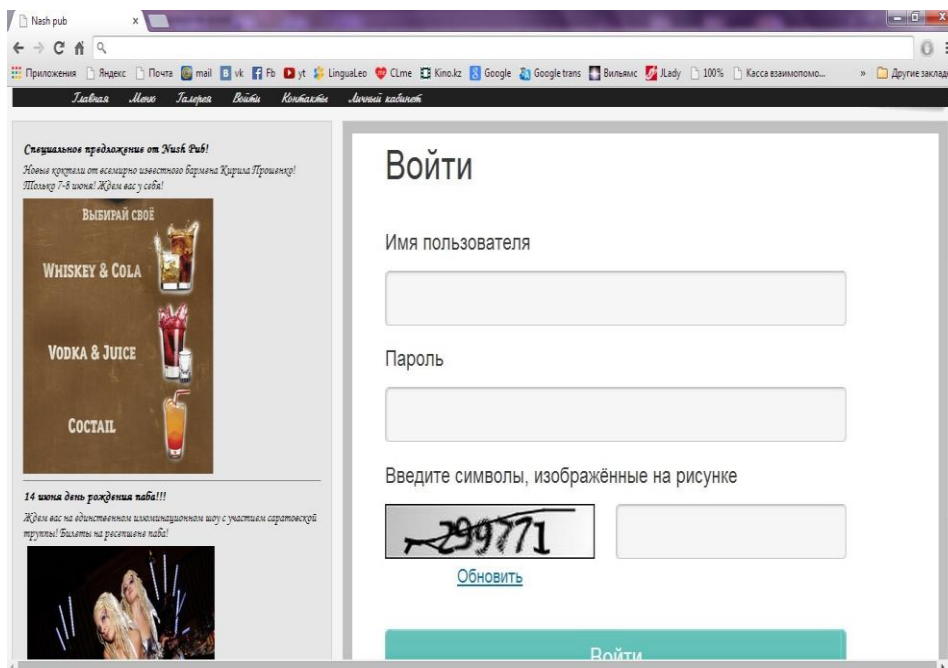 Nash pub
Приложения Яндекс Почта mail vk Fb yt LinguaLeo CLme Kino.kz Google Google trans Вильямс JLady 100% Касса взаимопомо... » Другие заклад
Главная Меню Галерея Войти Контакты Личный кабинет
Специальное предложение от Nush Pub!
Новые коктели от всемирно известного бармена Кирила Прошенко!
Только 7-8 июня! Ждем вас у себя!
Выбирай своё
Whiskey & Cola
Vodka & Juice
Coctail
14 июня день рождения паба!!!
Ждем вас на единственном иллюминационном шоу с участием саратовской
труппы! Билеты на ресепшене паба!
Войти
Имя пользователя
Пароль
Введите символы, изображённые на рисунке
299771
Обновить
Войти